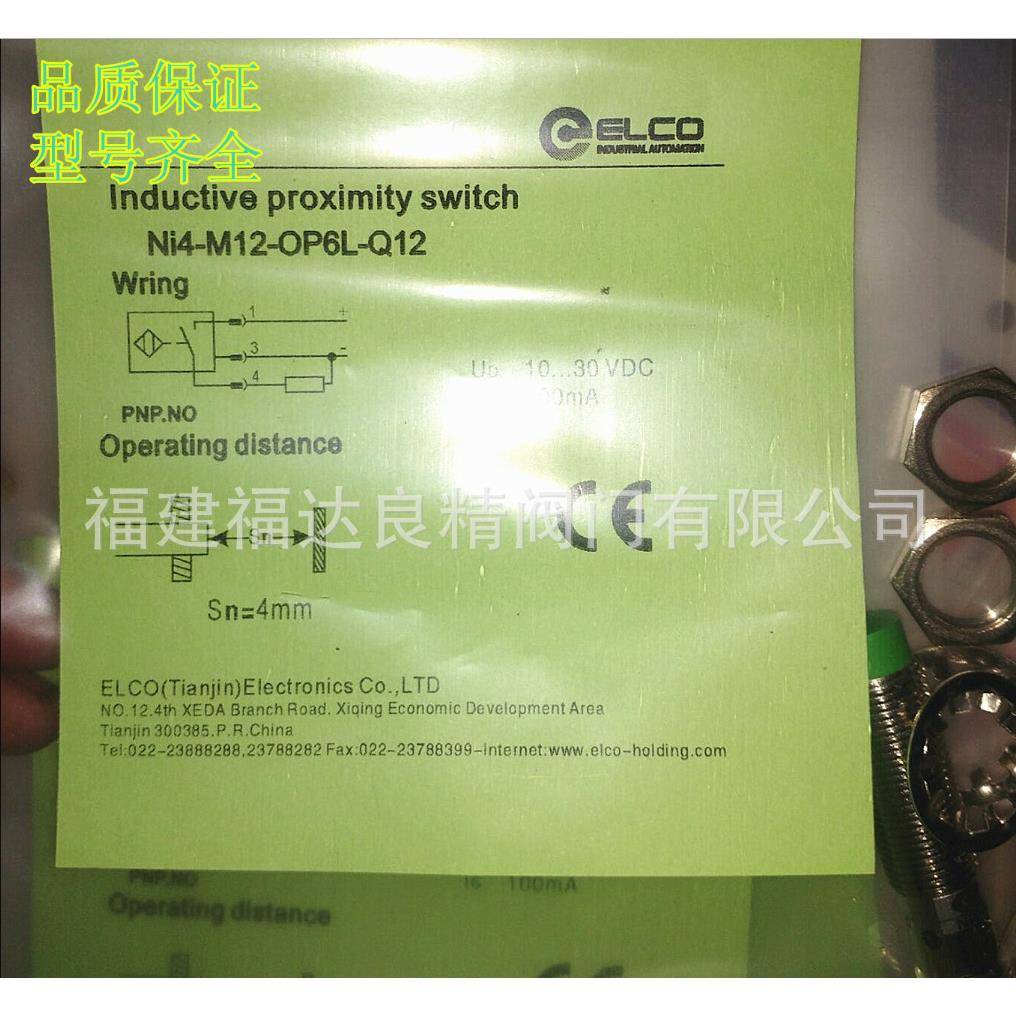 品质保证
型号齐全
ELCO
INDUSTRIAL AUTOMATION
Inductive proximity switch
Ni4-M12-OP6L-Q12
Wring
1 +
3 -
4
PNP.NO
Ub 10...30 VDC
00mA
Operating distance
福建福达良精阀门有限公司
CE
Sn
Sn=4mm
ELCO(Tianjin)Electronics Co.,LTD
NO.12.4th XEDA Branch Road. Xiqing Economic Development Area
Tianjin 300385.P.R.China
Tel:022-23888288,23788282 Fax:022-23788399-Internet:www.elco-holding.com
PNP.NO
100mA
Operating distance
CE